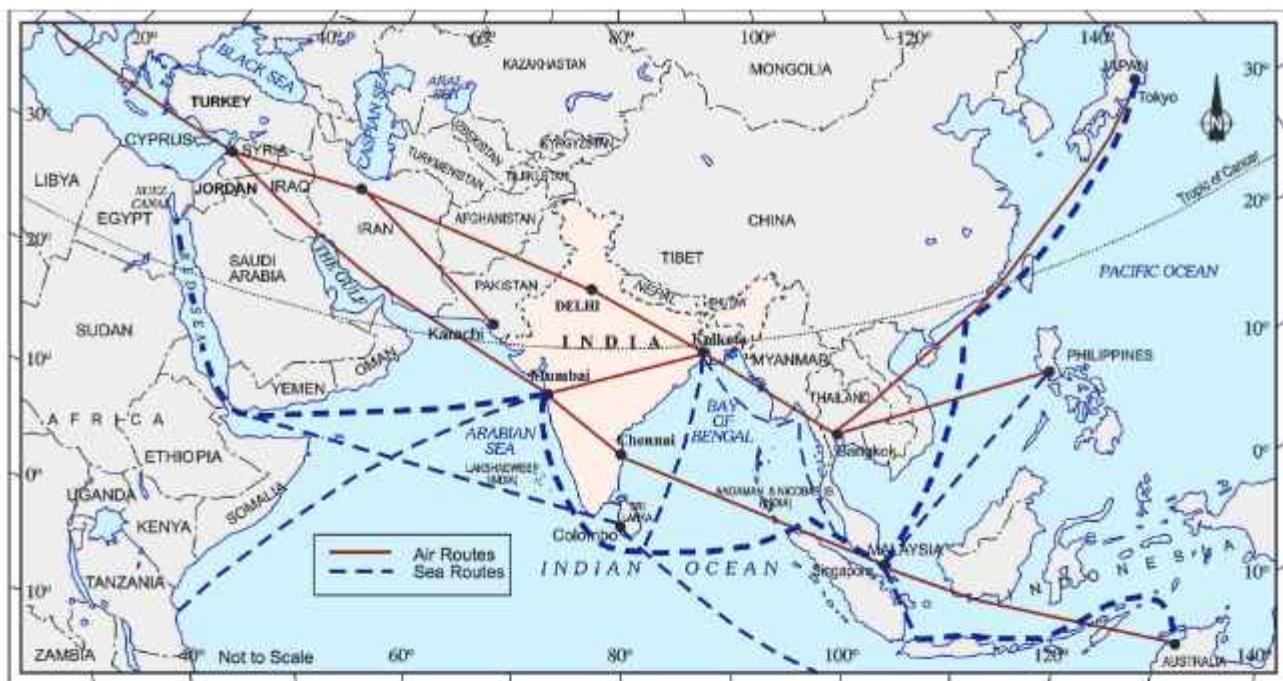 20°
40°
60°
80°
100°
120°
140°
BLACK SEA
KAZAKHSTAN
MONGOLIA
JAPAN
30°
30°
TURKEY
CASPIAN SEA
ARAL
Tokyo
N
CYPRUS
SYRIA
UZBEKISTAN
KYRGYZSTAN
TURKMENISTAN
Tropic of Cancer
LIBYA
SUEZ
CANAL
JORDAN
IRAQ
20°
EGYPT
IRAN
AFGHANISTAN
CHINA
20°
SAUDI
ARABIA
THE GULF
TIBET
PACIFIC OCEAN
RED SEA
PAKISTAN
DELHI
NEPAL
SUDAN
Karachi
INDIA
Kolkata
10°
10°
OMAN
Mumbai
MYANMAR
PHILIPPINES
YEMEN
THAILAND
AFRICA
ARABIAN
SEA
Chennai
BAY
OF
BENGAL
Bangkok
ETHIOPIA
LAKSHADWEEP
(INDIA)
0°
0°
UGANDA
SOMALIA
ANDAMAN & NICOBAR IS
(INDIA)
KENYA
SRI
LANKA
Colombo
MALAYSIA
Air Routes
Sea Routes
INDIAN OCEAN
Singapore
INDONESIA
10°
TANZANIA
10°
ZAMBIA
40°
Not to Scale
60°
80°
100°
120°
AUSTRALIA
140°